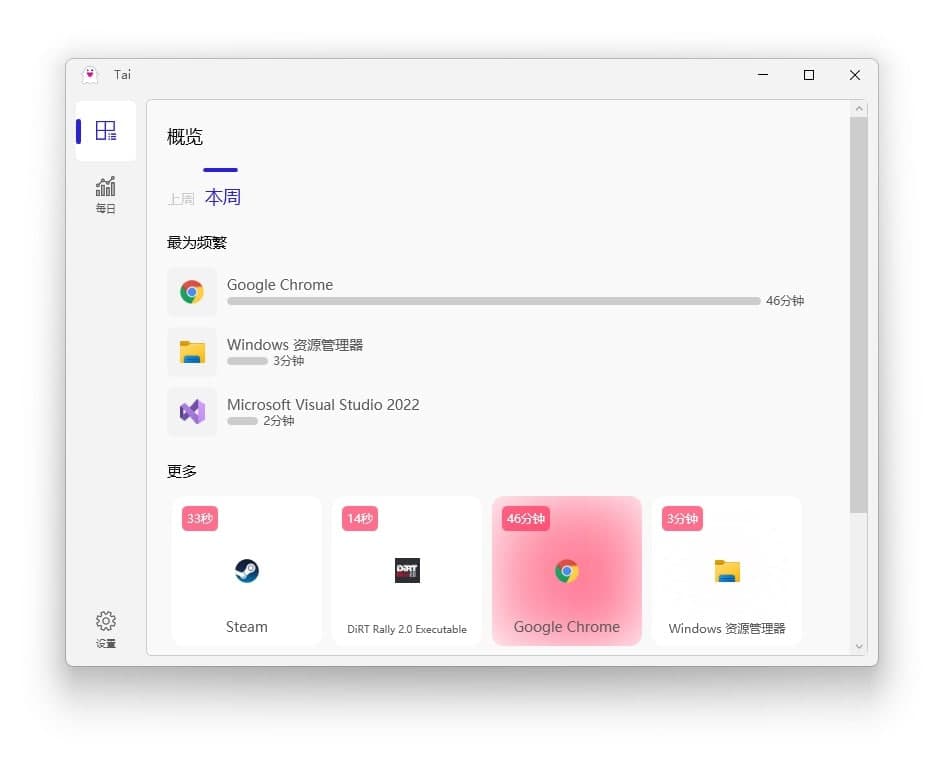 Tai
概览
每日
设置
上周 本周
最为频繁
Google Chrome
46分钟
Windows 资源管理器
3分钟
Microsoft Visual Studio 2022
2分钟
更多
33秒
Steam
14秒
DiRT Rally 2.0 Executable
46分钟
Google Chrome
3分钟
Windows 资源管理器